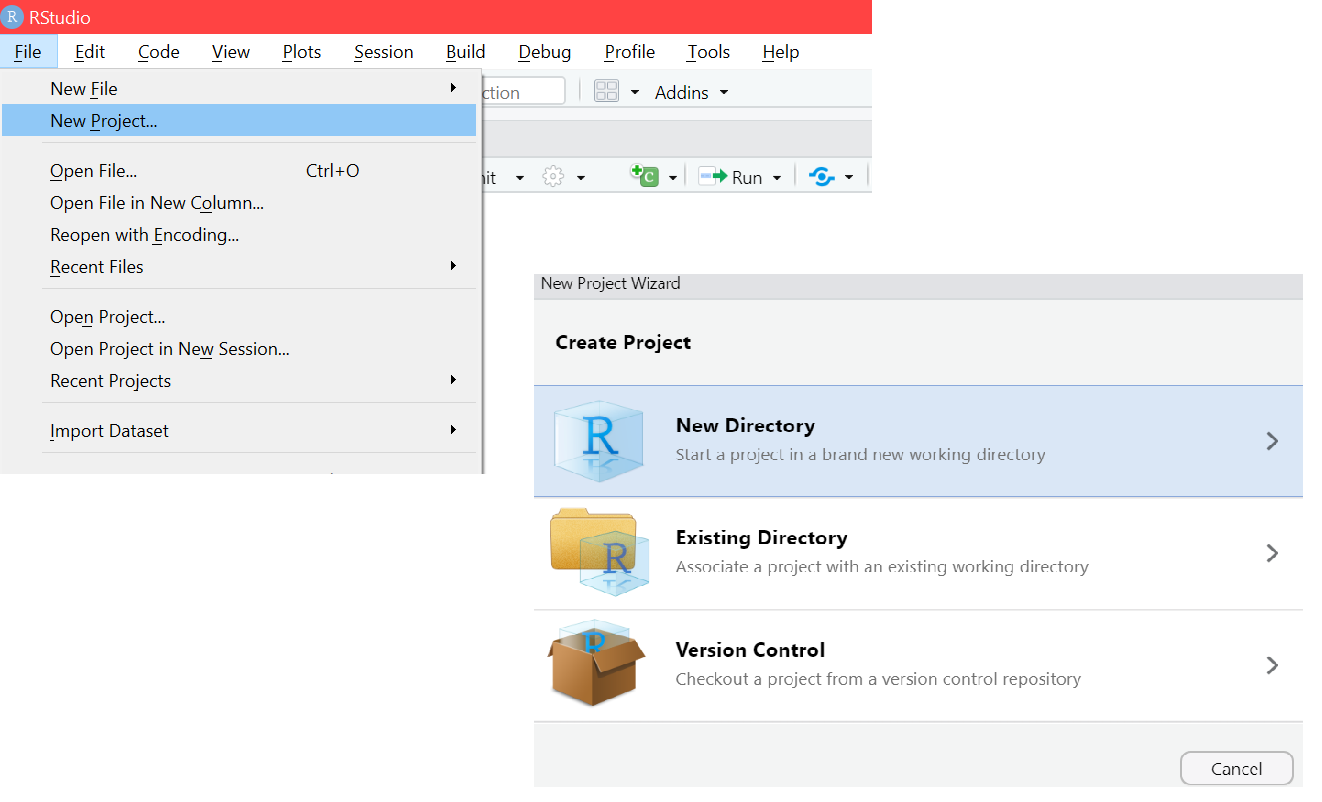 R RStudio
File Edit Code View Plots Session Build Debug Profile Tools Help
New File
New Project...
Open File... Ctrl+O
Open File in New Column...
Reopen with Encoding...
Recent Files
Open Project...
Open Project in New Session...
Recent Projects
Import Dataset
ction Addins
nit C Run
New Project Wizard
Create Project
R
New Directory
Start a project in a brand new working directory
R
Existing Directory
Associate a project with an existing working directory
R
Version Control
Checkout a project from a version control repository
Cancel